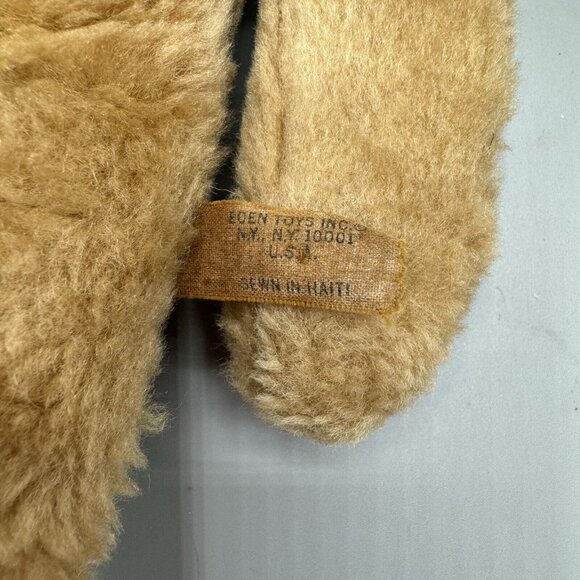 EDEN TOYS INC.©
N.Y., N.Y. 10001
U.S.A.
SEWN IN HAITI